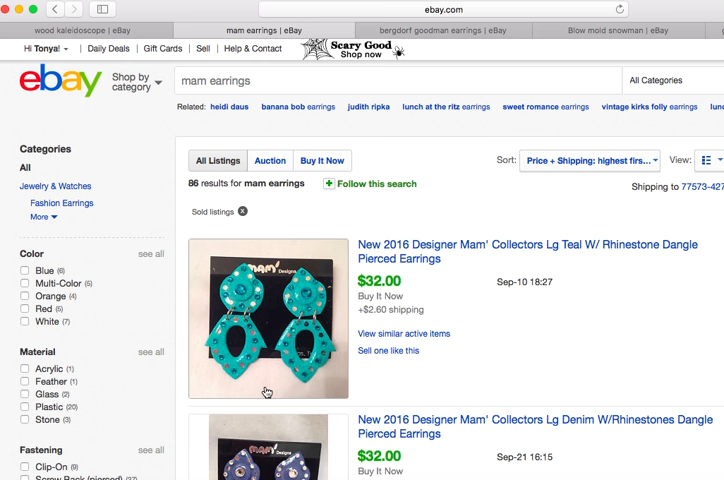 ebay.com
wood kaleidoscope | eBay
mam earrings | eBay
bergdorf goodman earrings | eBay
Blow mold snowman | eBay
Hi Tonya!
Daily Deals
Gift Cards
Sell
Help & Contact
Scary Good
Shop now
ebay
Shop by
category
mam earrings
All Categories
Related: heidi daus banana bob earrings judith ripka lunch at the ritz earrings sweet romance earrings vintage kirks folly earrings
Categories
All
Jewelry & Watches
Fashion Earrings
More
Color see all
Blue (6)
Multi-Color (5)
Orange (4)
Red (5)
White (7)
Material see all
Acrylic (1)
Feather (1)
Glass (2)
Plastic (20)
Stone (3)
Fastening see all
Clip-On (9)
All Listings Auction Buy It Now
Sort: Price + Shipping: highest firs...
View:
86 results for mam earrings
+ Follow this search
Shipping to 77573-427
Sold listings
MAM' Designs
New 2016 Designer Mam' Collectors Lg Teal W/ Rhinestone Dangle
Pierced Earrings
$32.00
Sep-10 18:27
Buy It Now
+$2.60 shipping
View similar active items
Sell one like this
New 2016 Designer Mam' Collectors Lg Denim W/Rhinestones Dangle
Pierced Earrings
$32.00
Sep-21 16:15
Buy It Now
MAM'